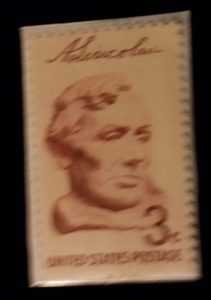 A. Lincoln
3¢
UNITED STATES POSTAGE